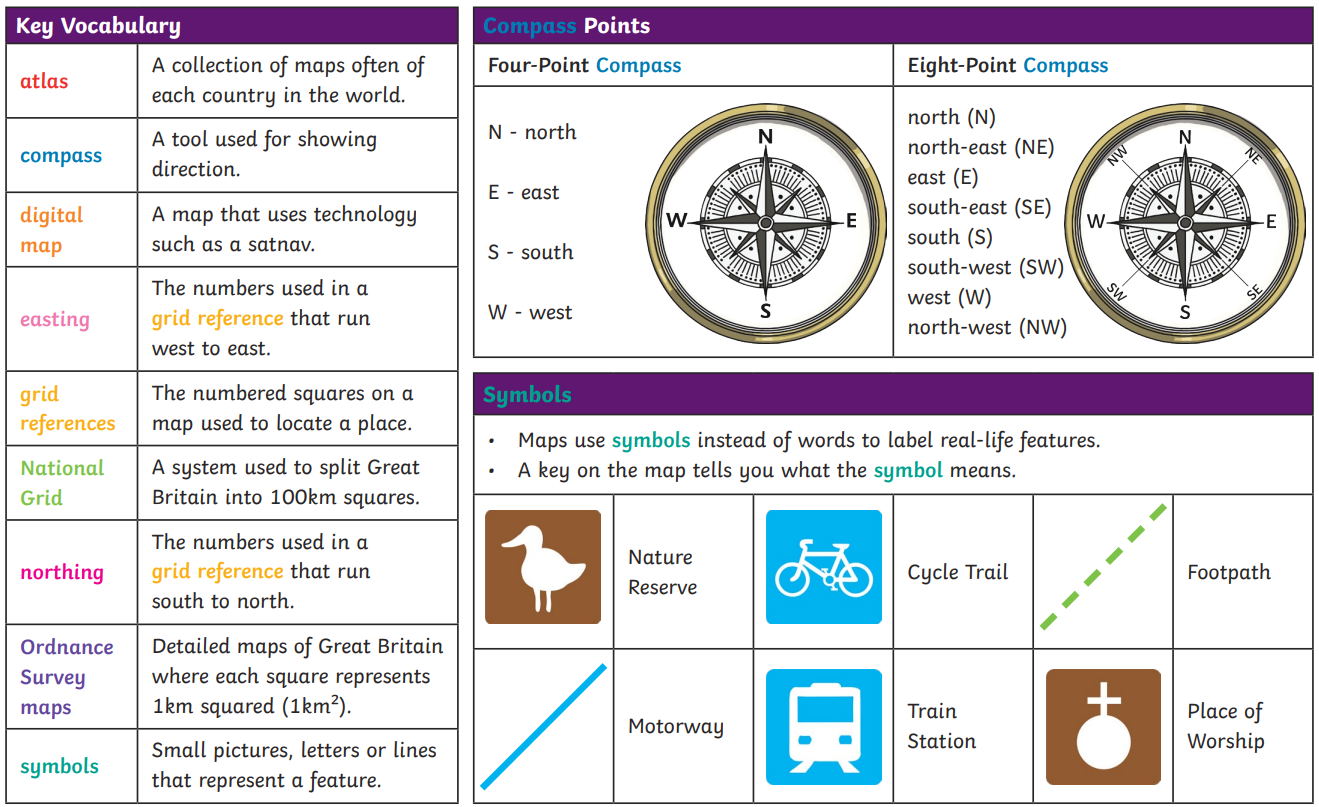 Key Vocabulary
atlas
A collection of maps often of
each country in the world.
compass
A tool used for showing
direction.
digital
map
A map that uses technology
such as a satnav.
easting
The numbers used in a
grid reference that run
west to east.
grid
references
The numbered squares on a
map used to locate a place.
National
Grid
A system used to split Great
Britain into 100km squares.
northing
The numbers used in a
grid reference that run
south to north.
Ordnance
Survey
maps
Detailed maps of Great Britain
where each square represents
1km squared (1km²).
symbols
Small pictures, letters or lines
that represent a feature.
Compass Points
Four-Point Compass
N - north
E - east
S - south
W - west
N
W
E
S
Eight-Point Compass
north (N)
north-east (NE)
east (E)
south-east (SE)
south (S)
south-west (SW)
west (W)
north-west (NW)
N
NW
NE
W
E
SW
SE
S
Symbols
• Maps use symbols instead of words to label real-life features.
• A key on the map tells you what the symbol means.
Nature
Reserve
Cycle Trail
Footpath
Motorway
Train
Station
Place of
Worship